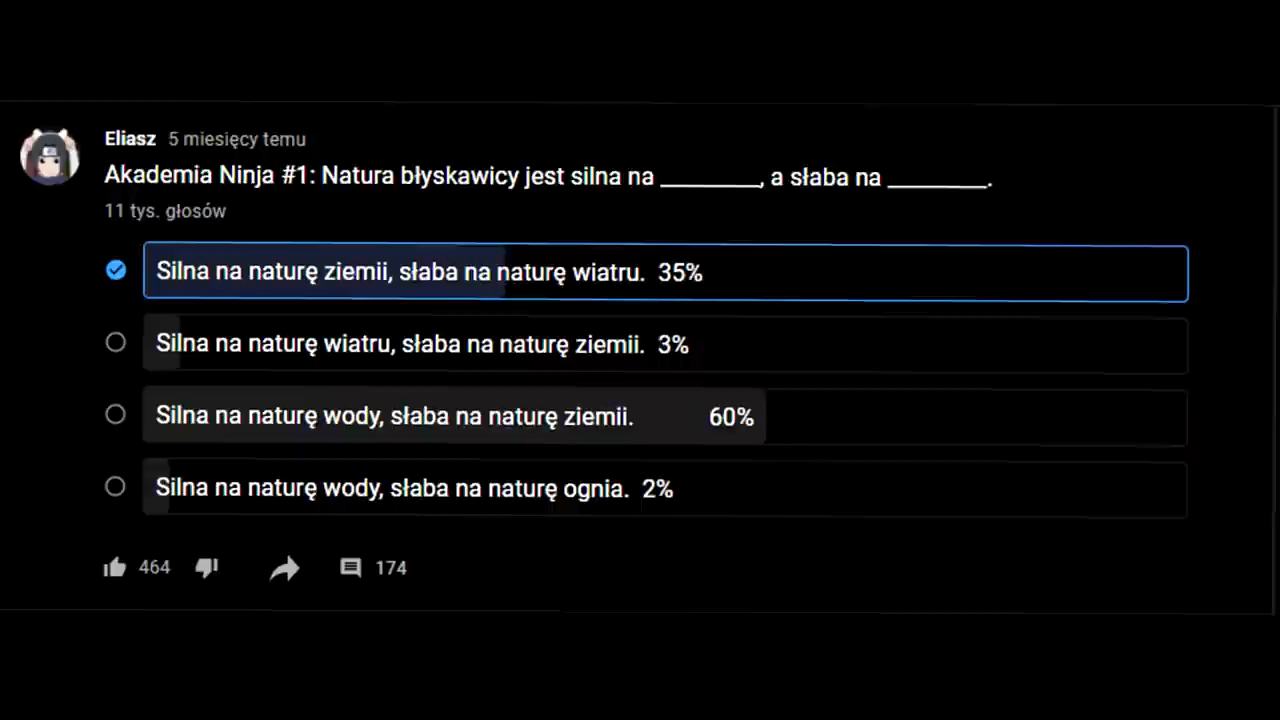 Eliasz 5 miesięcy temu
Akademia Ninja #1: Natura błyskawicy jest silna na ________, a słaba na ________.
11 tys. głosów
Silna na naturę ziemii, słaba na naturę wiatru. 35%
Silna na naturę wiatru, słaba na naturę ziemii. 3%
Silna na naturę wody, słaba na naturę ziemii. 60%
Silna na naturę wody, słaba na naturę ognia. 2%
464 174